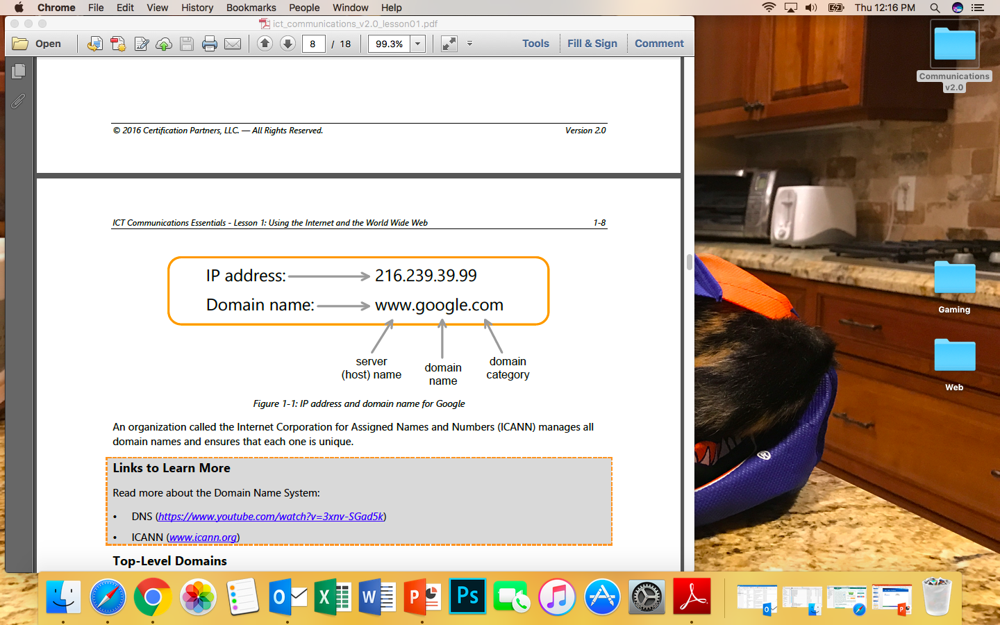 Chrome File Edit View History Bookmarks People Window Help Thu 12:16 PM
ict_communications_v2.0_lesson01.pdf
Open 8 / 18 99.3% Tools Fill & Sign Comment
© 2016 Certification Partners, LLC. — All Rights Reserved. Version 2.0
ICT Communications Essentials - Lesson 1: Using the Internet and the World Wide Web 1-8
IP address: 216.239.39.99
Domain name: www.google.com
server
(host) name
domain
name
domain
category
Figure 1-1: IP address and domain name for Google
An organization called the Internet Corporation for Assigned Names and Numbers (ICANN) manages all
domain names and ensures that each one is unique.
Links to Learn More
Read more about the Domain Name System:
• DNS (https://www.youtube.com/watch?v=3xnv-SGad5k)
• ICANN (www.icann.org)
Top-Level Domains
Communications
v2.0
Gaming
Web
®
Ps